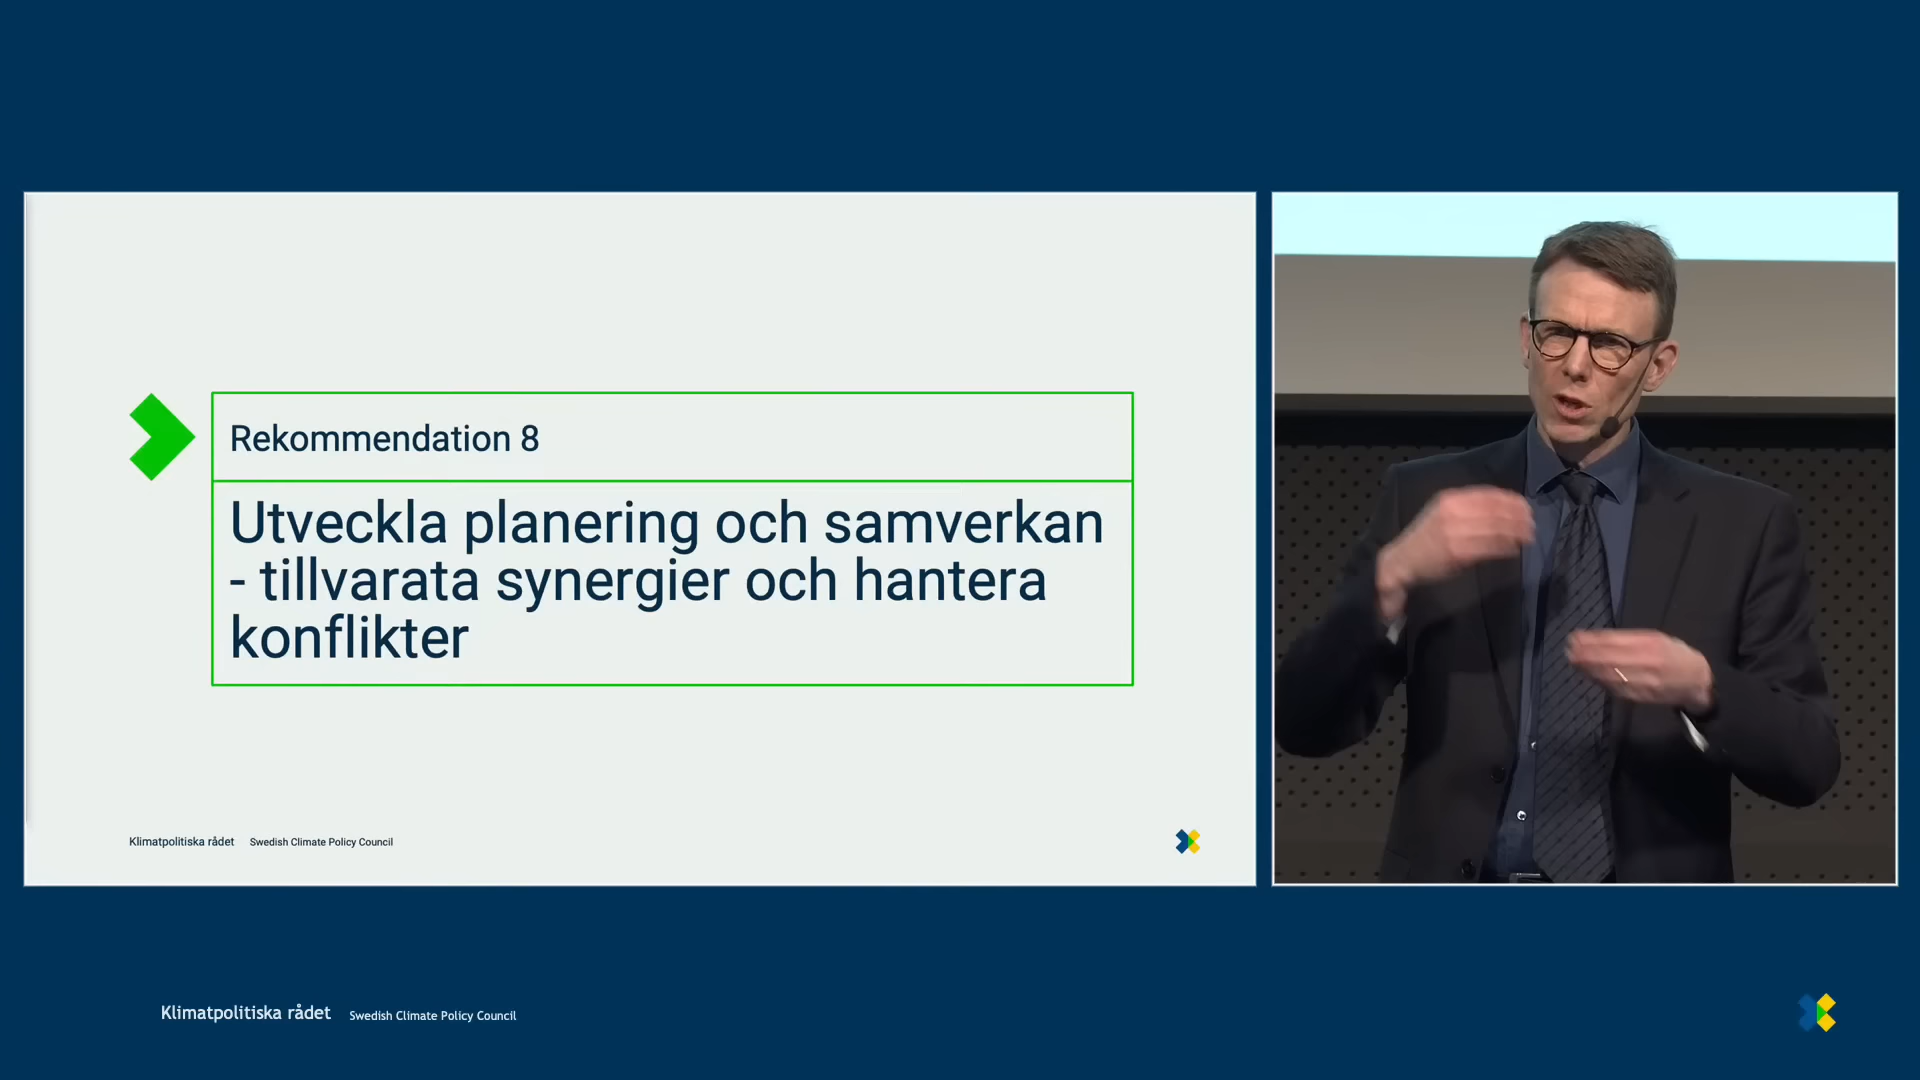 Rekommendation 8
Utveckla planering och samverkan
- tillvarata synergier och hantera
konflikter
Klimatpolitiska rådet Swedish Climate Policy Council
Klimatpolitiska rådet Swedish Climate Policy Council